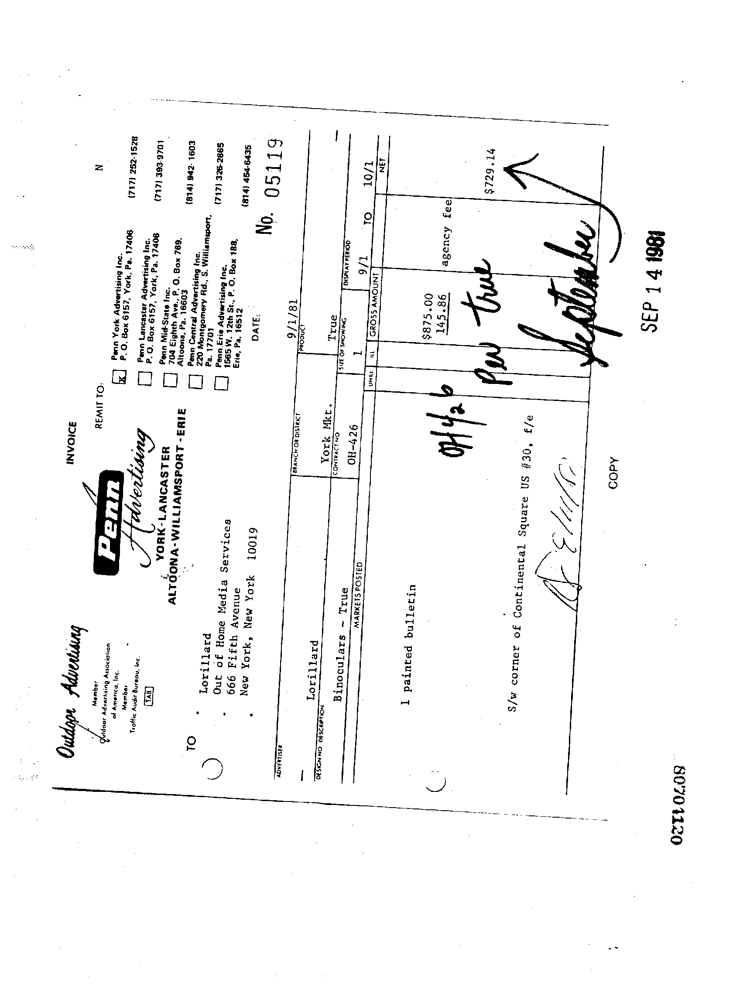 INVOICE
N
Outdoor Advertising
Member
Outdoor Advertising Association
of America, Inc.
Member
Traffic Audit Bureau, Inc.
TAB
Penn
Advertising
YORK-LANCASTER
ALTOONA-WILLIAMSPORT-ERIE
REMIT TO:
X Penn York Advertising Inc. (717) 252-1528
P. O. Box 6157, York, Pa. 17406
Penn Lancaster Advertising Inc. (717) 393-9701
P. O. Box 6157, York, Pa. 17406
Penn Mid-State Inc.
704 Eighth Ave., P. O. Box 769, (814) 942-1603
Altoona, Pa. 16603
Penn Central Advertising Inc.
220 Montgomery Rd., S. Williamsport, (717) 326-2865
Pa. 17701
Penn Erie Advertising Inc.
1565 W. 12th St., P. O. Box 188, (814) 454-6435
Erie, Pa. 16512
TO
Lorillard
Out of Home Media Services
666 Fifth Avenue
New York, New York 10019
DATE:
No. 05119
9/1/81
ADVERTISER BRANCH OR DISTRICT PRODUCT
Lorillard York Mkt. True
DESIGN NO DESCRIPTION CONTRACT NO SIZE OF SHOWING DISPLAY PERIOD
Binoculars - True OH-426 1 9/1 TO 10/1
MARKETS POSTED UNILL ILL GROSS AMOUNT NET
1 painted bulletin $875.00
145.86 agency fee
$729.14
OH 426
Per True
September
S/w corner of Continental Square US #30, f/e
COPY
SEP 14 1981
80701120